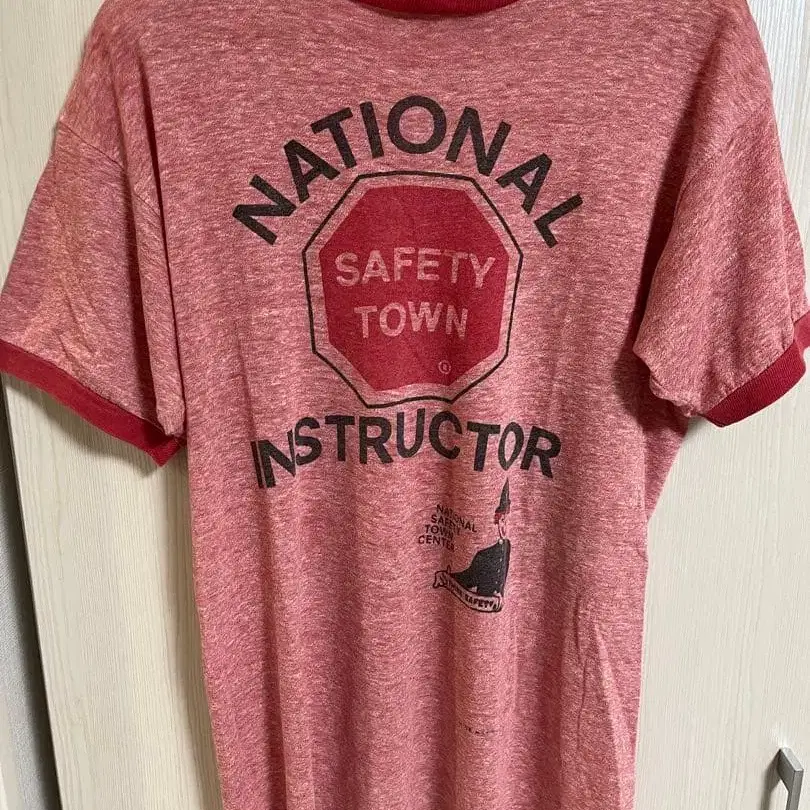 NATIONAL
SAFETY
TOWN
®
INSTRUCTOR
NATIONAL
SAFETY
TOWN
CENTER
SAFETY